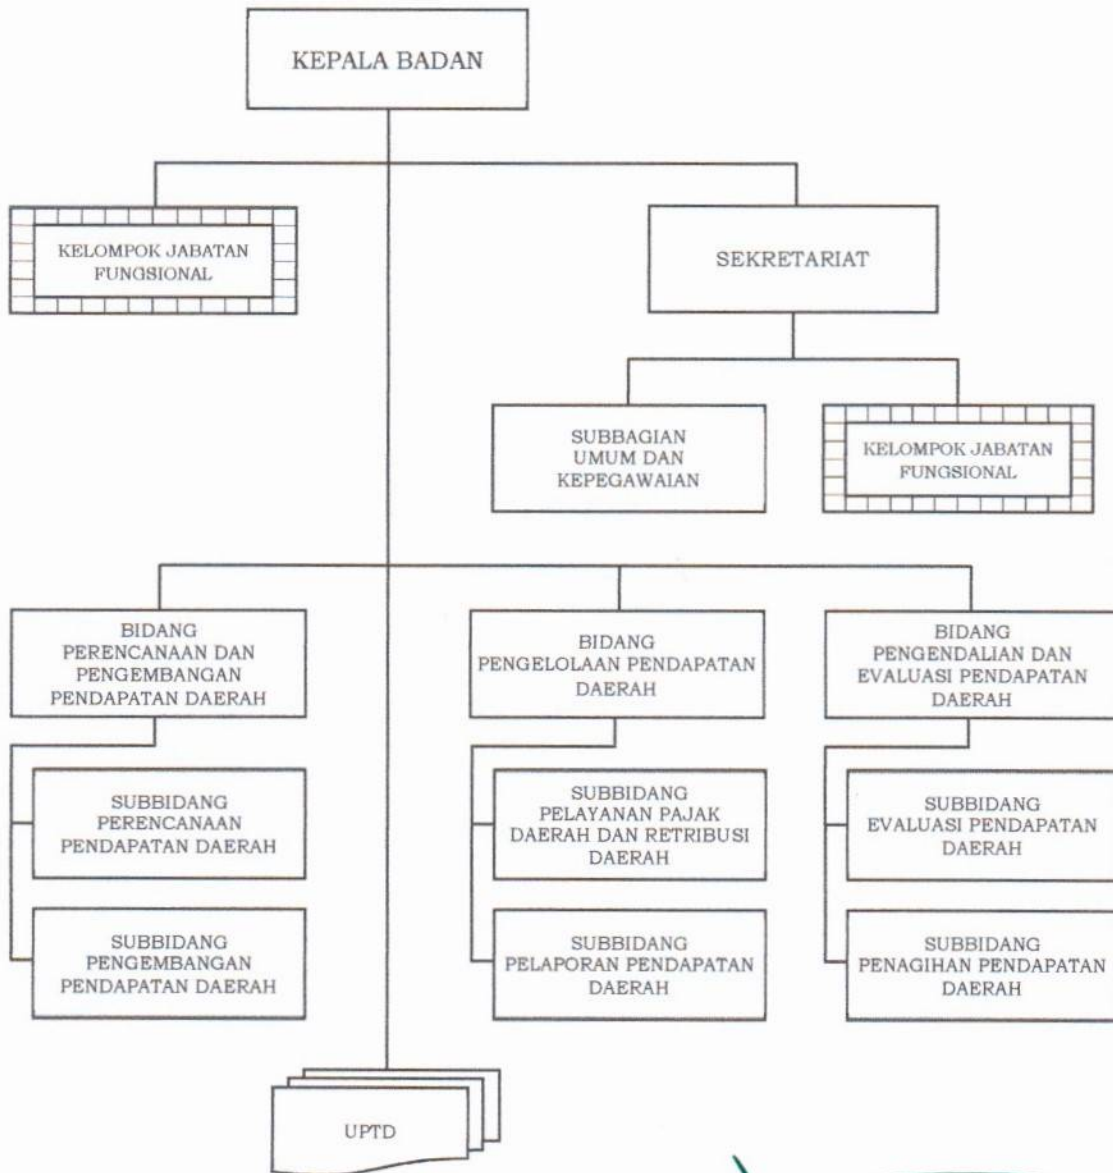 KEPALA BADAN
KELOMPOK JABATAN
FUNGSIONAL
SEKRETARIAT
SUBBAGIAN
UMUM DAN
KEPEGAWAIAN
KELOMPOK JABATAN
FUNGSIONAL
BIDANG
PERENCANAAN DAN
PENGEMBANGAN
PENDAPATAN DAERAH
BIDANG
PENGELOLAAN PENDAPATAN
DAERAH
BIDANG
PENGENDALIAN DAN
EVALUASI PENDAPATAN
DAERAH
SUBBIDANG
PERENCANAAN
PENDAPATAN DAERAH
SUBBIDANG
PELAYANAN PAJAK
DAERAH DAN RETRIBUSI
DAERAH
SUBBIDANG
EVALUASI PENDAPATAN
DAERAH
SUBBIDANG
PENGEMBANGAN
PENDAPATAN DAERAH
SUBBIDANG
PELAPORAN PENDAPATAN
DAERAH
SUBBIDANG
PENAGIHAN PENDAPATAN
DAERAH
UPTD